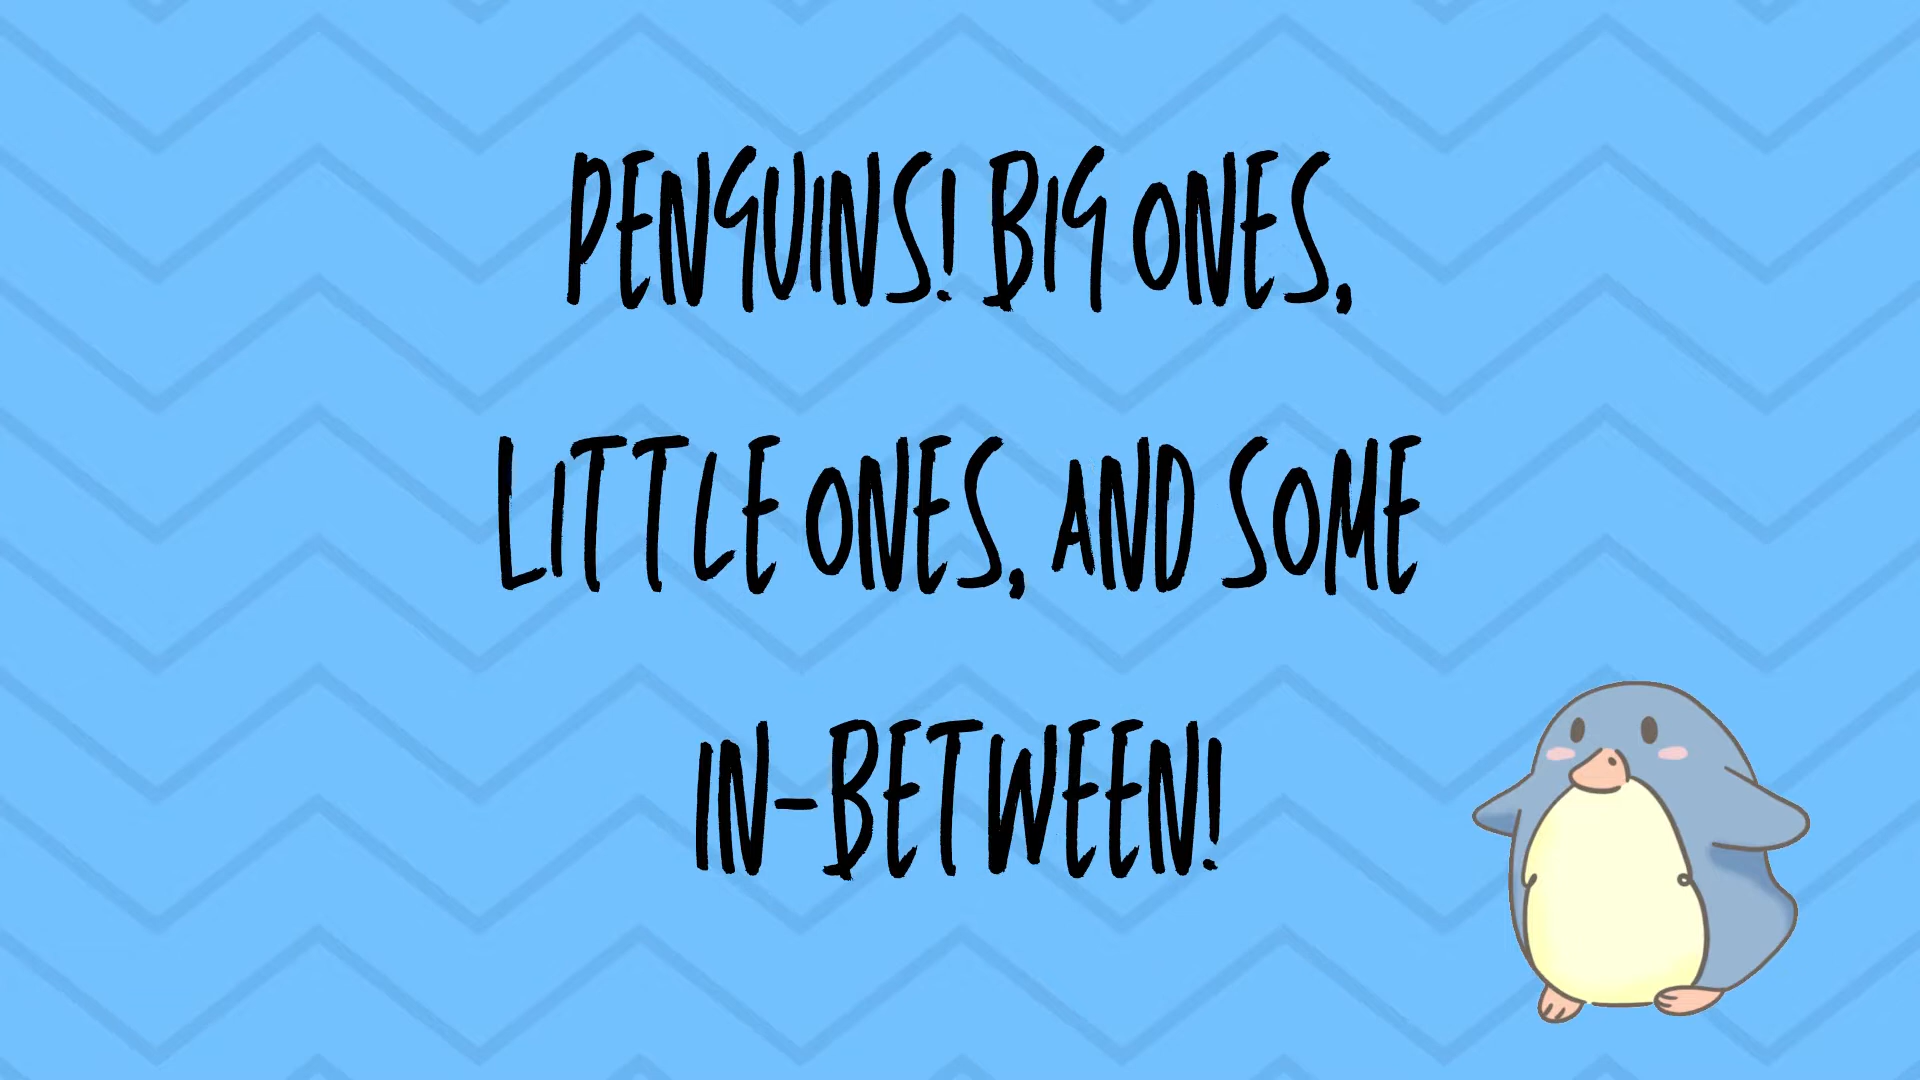 PENGUINS! BIG ONES,
LITTLE ONES, AND SOME
IN-BETWEEN!